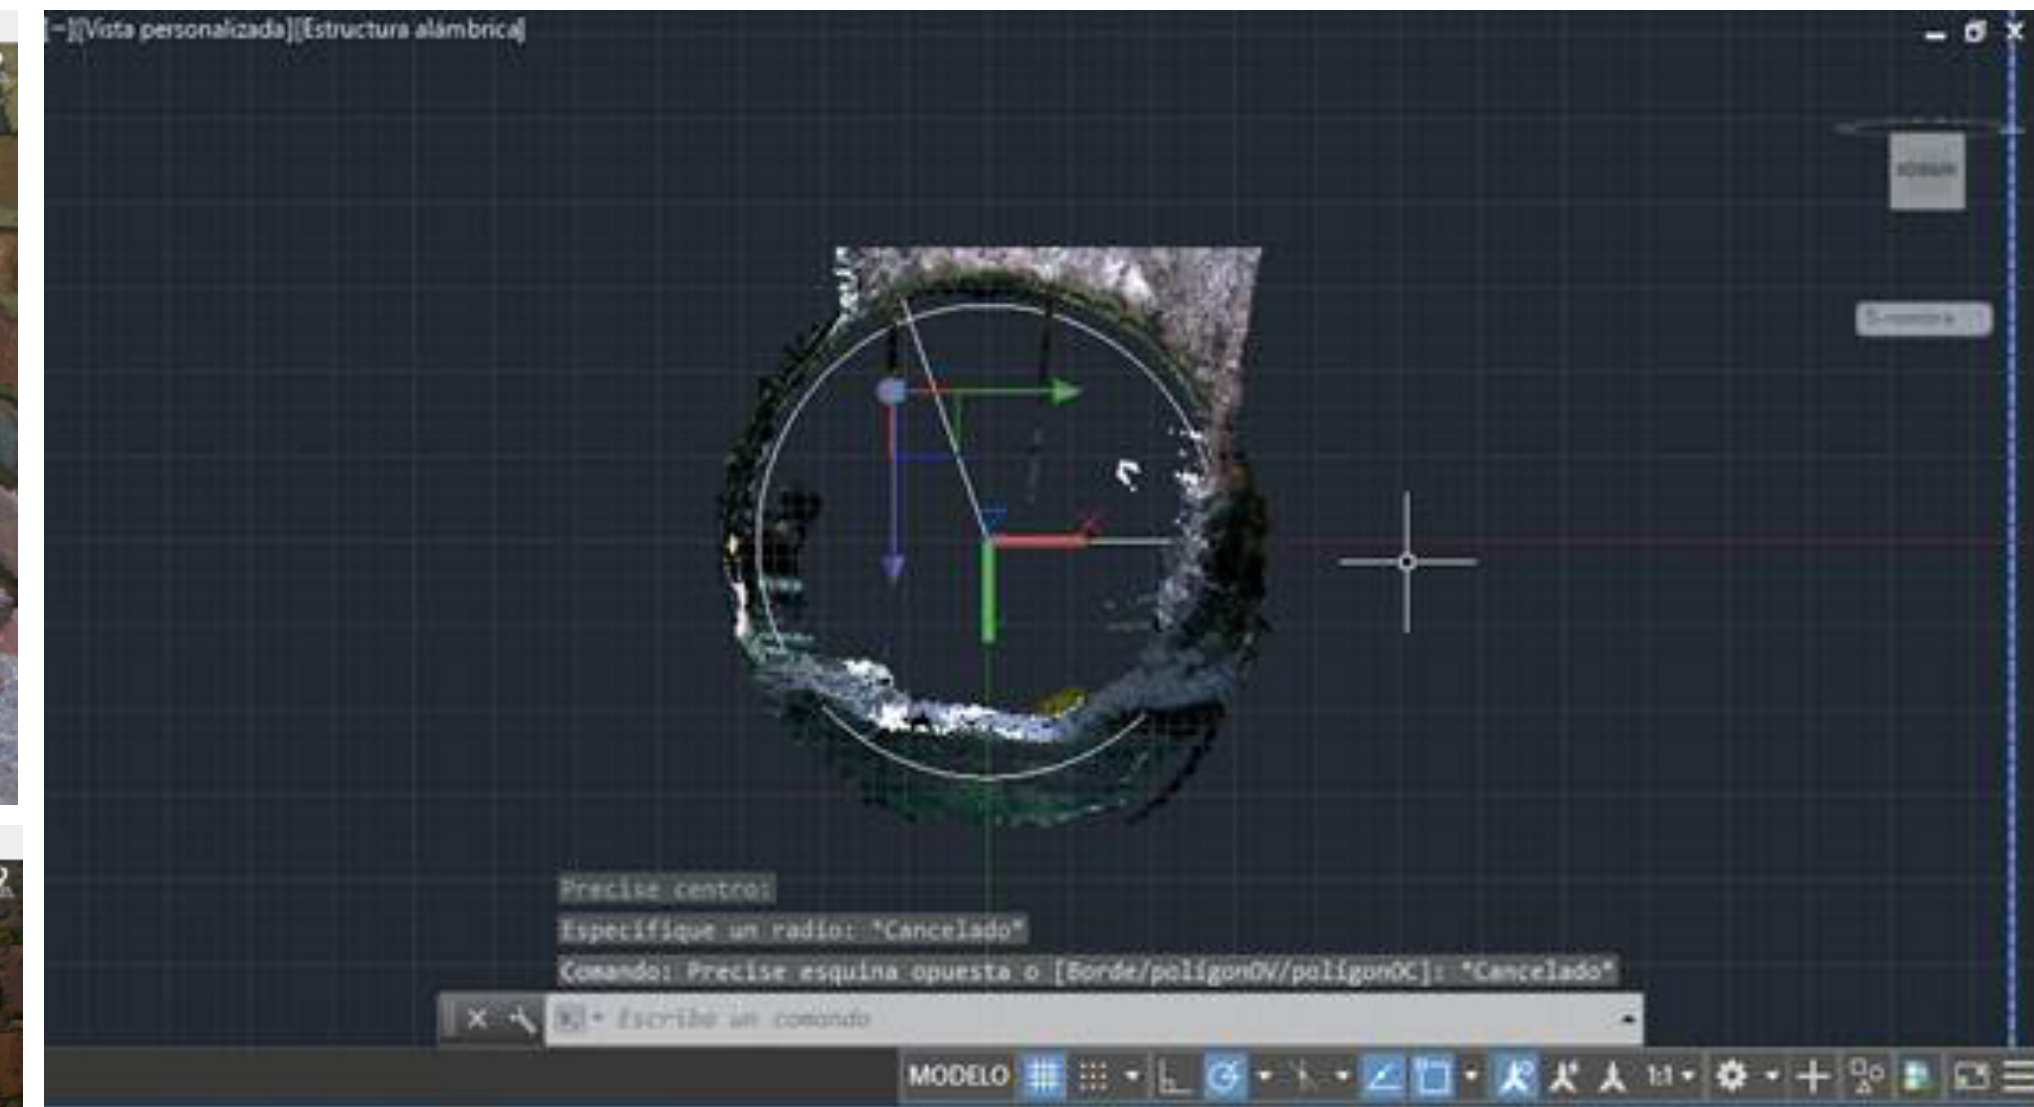 [−][Vista personalizada][Estructura alámbrica]
Precise centro:
Especifique un radio: *Cancelado*
Comando: Precise esquina opuesta o [Borde/polígonOV/polígonOC]: *Cancelado*
Escriba un comando
MODELO
1:1